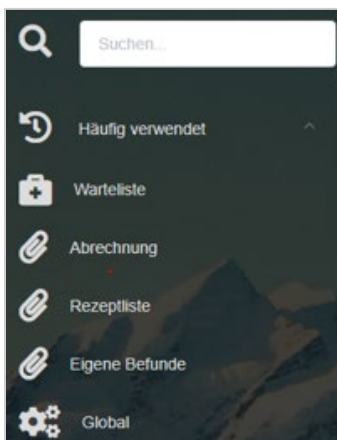 Suchen...
Häufig verwendet
Warteliste
Abrechnung
Rezeptliste
Eigene Befunde
Global